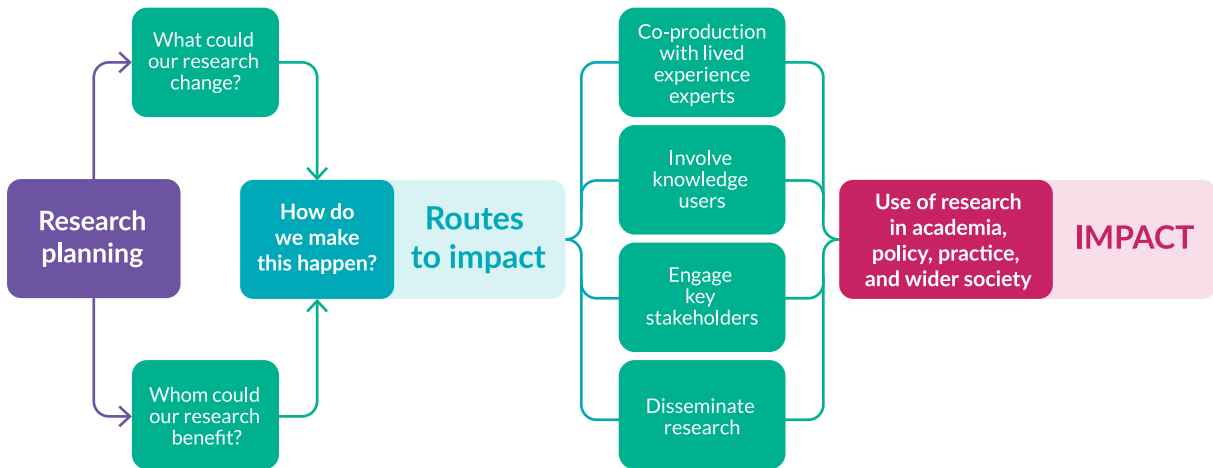 What could
our research
change?
Research
planning
Whom could
our research
benefit?
How do
we make
this happen?
Routes
to impact
Co-production
with lived
experience
experts
Involve
knowledge
users
Engage
key
stakeholders
Disseminate
research
Use of research
in academia,
policy, practice,
and wider society
IMPACT